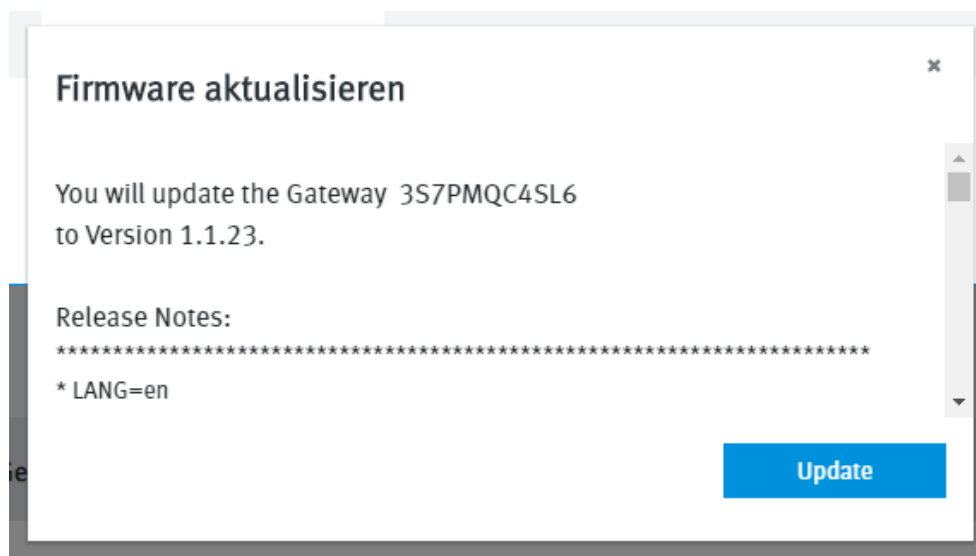 Firmware aktualisieren
You will update the Gateway 3S7PMQC4SL6
to Version 1.1.23.
Release Notes:
***********************************************************************
* LANG=en
Update